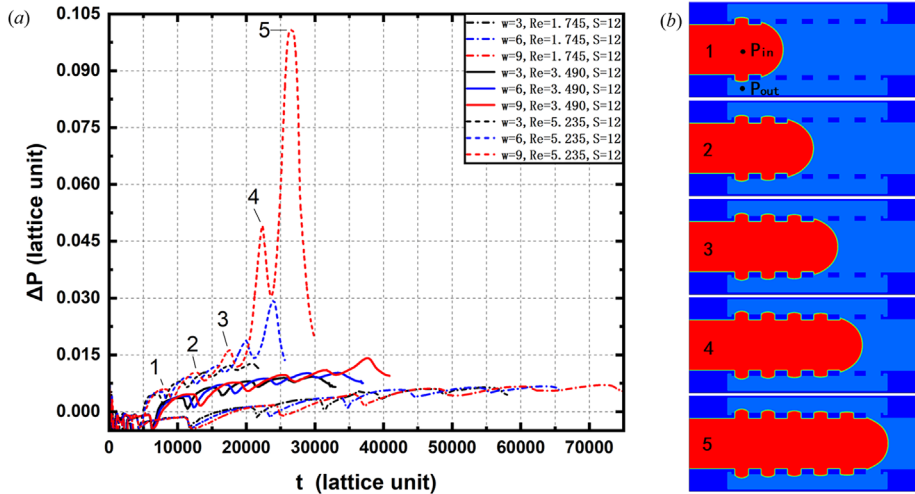 (a)
0.105
0.090
0.075
0.060
0.045
0.030
0.015
0.000
ΔP (lattice unit)
0
10000
20000
30000
40000
50000
60000
70000
t (lattice unit)
1
2
3
4
5
w=3, Re=1.745, S=12
w=6, Re=1.745, S=12
w=9, Re=1.745, S=12
w=3, Re=3.490, S=12
w=6, Re=3.490, S=12
w=9, Re=3.490, S=12
w=3, Re=5.235, S=12
w=6, Re=5.235, S=12
w=9, Re=5.235, S=12
(b)
1
Pin
Pout
2
3
4
5